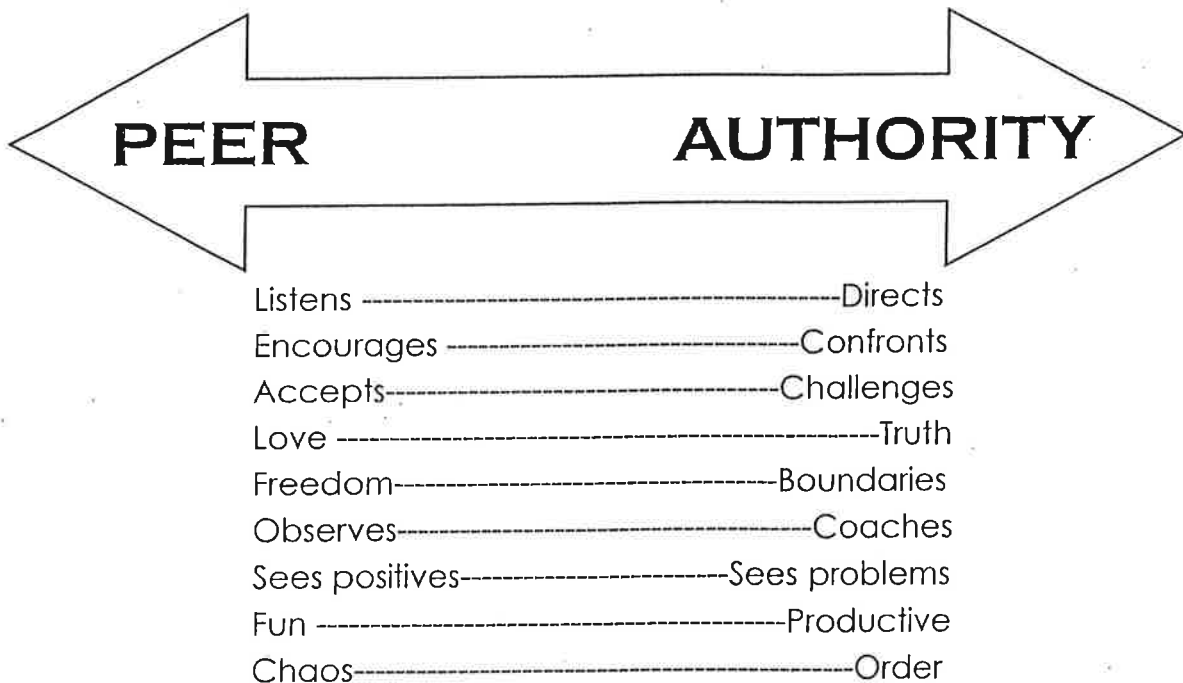 PEER AUTHORITY
Listens ----------------------------------------------------Directs
Encourages --------------------------------------Confronts
Accepts-------------------------------------------Challenges
Love -----------------------------------------------------------Truth
Freedom-----------------------------------------Boundaries
Observes---------------------------------------------Coaches
Sees positives-----------------------------Sees problems
Fun ---------------------------------------------------Productive
Chaos------------------------------------------------------Order